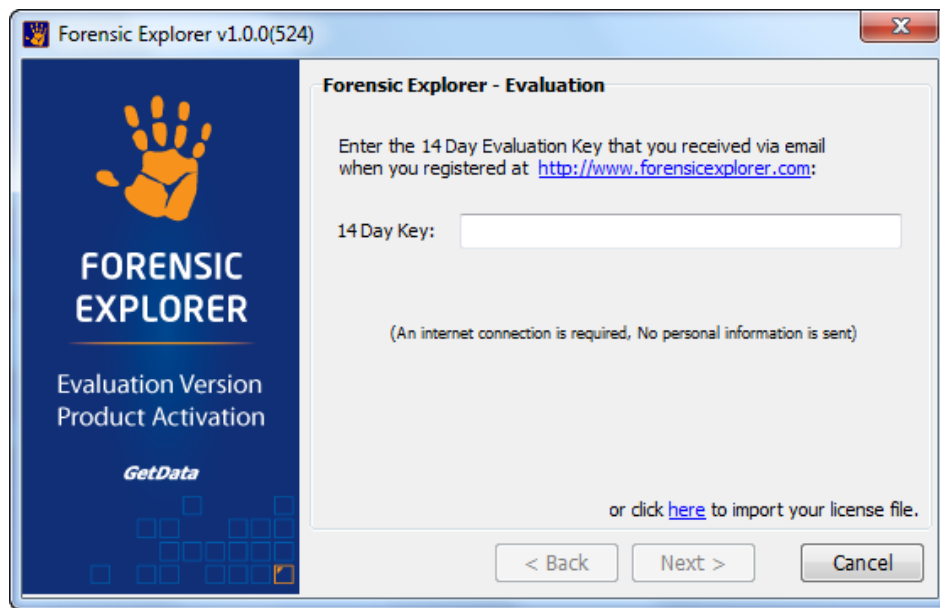 Forensic Explorer v1.0.0(524)
FORENSIC
EXPLORER
Evaluation Version
Product Activation
GetData
Forensic Explorer - Evaluation
Enter the 14 Day Evaluation Key that you received via email
when you registered at http://www.forensicexplorer.com:
14 Day Key:
(An internet connection is required, No personal information is sent)
or click here to import your license file.
< Back
Next >
Cancel